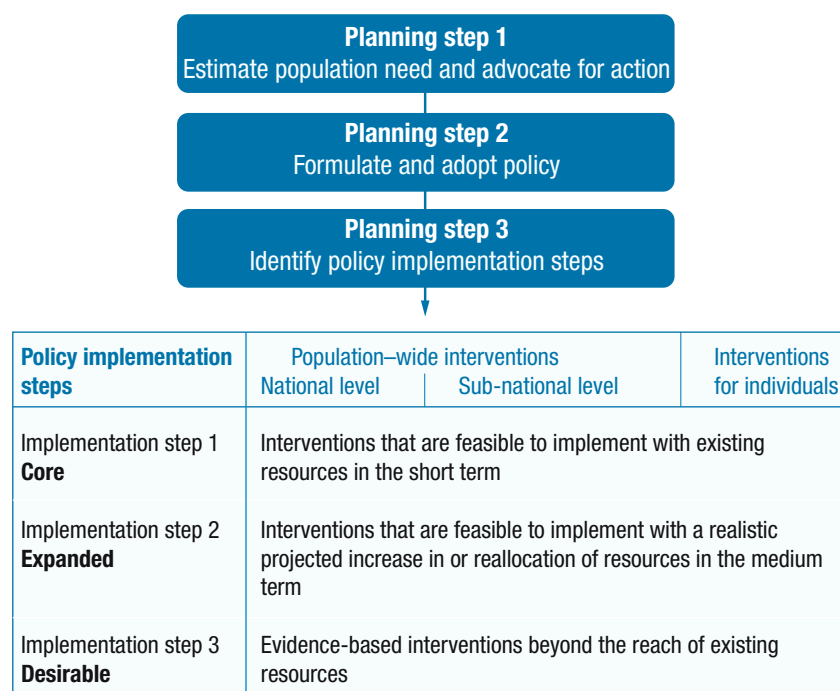 Planning step 1
Estimate population need and advocate for action
Planning step 2
Formulate and adopt policy
Planning step 3
Identify policy implementation steps
Policy implementation steps
Population–wide interventions
National level
Sub-national level
Interventions for individuals
Implementation step 1
Core
Interventions that are feasible to implement with existing
resources in the short term
Implementation step 2
Expanded
Interventions that are feasible to implement with a realistic
projected increase in or reallocation of resources in the medium
term
Implementation step 3
Desirable
Evidence-based interventions beyond the reach of existing
resources